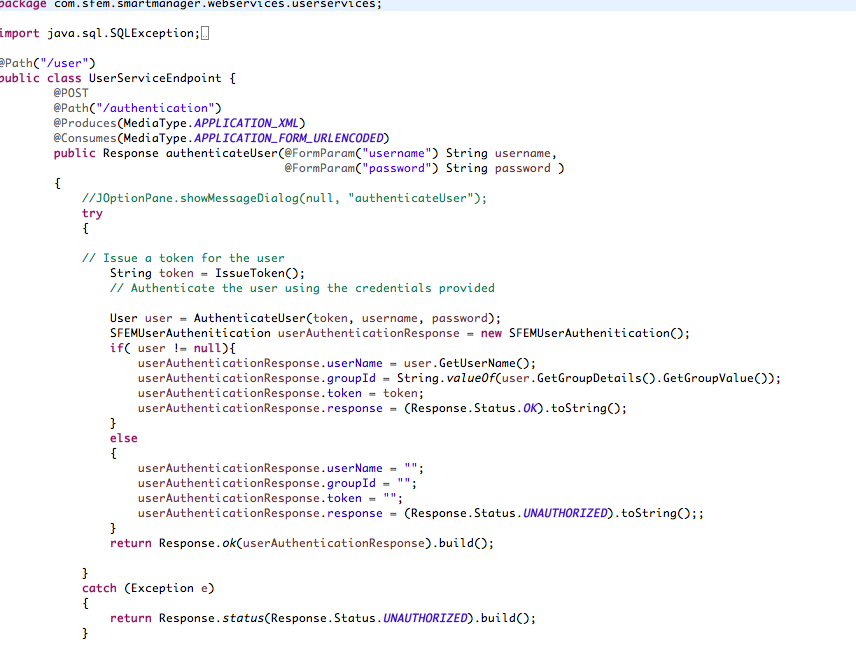 package com.sfem.smartmanager.webservices.userservices;
import java.sql.SQLException;
@Path("/user")
public class UserServiceEndpoint {
@POST
@Path("/authentication")
@Produces(MediaType.APPLICATION_XML)
@Consumes(MediaType.APPLICATION_FORM_URLENCODED)
public Response authenticateUser(@FormParam("username") String username,
@FormParam("password") String password )
{
//JOptionPane.showMessageDialog(null, "authenticateUser");
try
{
// Issue a token for the user
String token = IssueToken();
// Authenticate the user using the credentials provided
User user = AuthenticateUser(token, username, password);
SFEMUserAuthenitication userAuthenticationResponse = new SFEMUserAuthenitication();
if( user != null){
userAuthenticationResponse.userName = user.GetUserName();
userAuthenticationResponse.groupId = String.valueOf(user.GetGroupDetails().GetGroupValue());
userAuthenticationResponse.token = token;
userAuthenticationResponse.response = (Response.Status.OK).toString();
}
else
{
userAuthenticationResponse.userName = "";
userAuthenticationResponse.groupId = "";
userAuthenticationResponse.token = "";
userAuthenticationResponse.response = (Response.Status.UNAUTHORIZED).toString();;
}
return Response.ok(userAuthenticationResponse).build();
}
catch (Exception e)
{
return Response.status(Response.Status.UNAUTHORIZED).build();
}